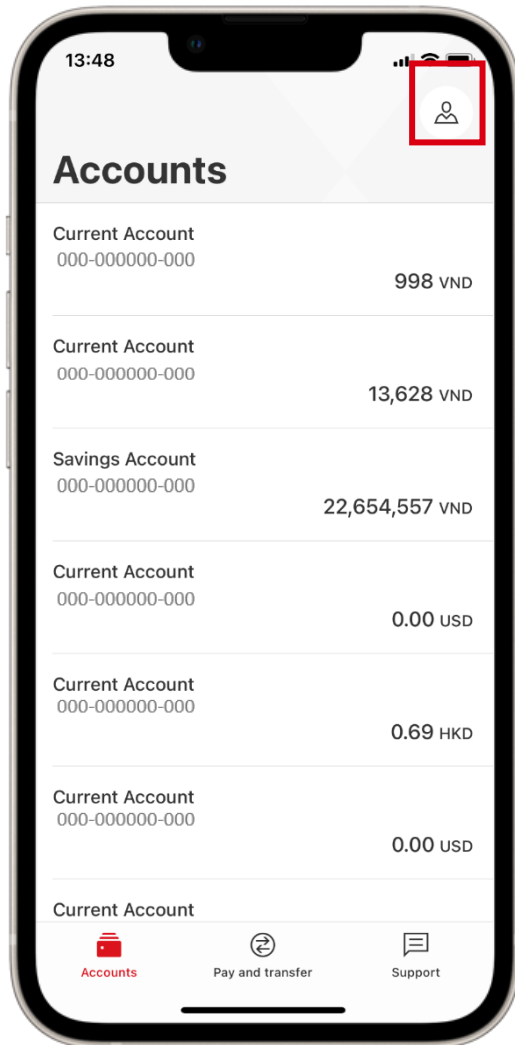 13:48
Accounts
Current Account
000-000000-000
998 VND
Current Account
000-000000-000
13,628 VND
Savings Account
000-000000-000
22,654,557 VND
Current Account
000-000000-000
0.00 USD
Current Account
000-000000-000
0.69 HKD
Current Account
000-000000-000
0.00 USD
Current Account
Accounts Pay and transfer Support